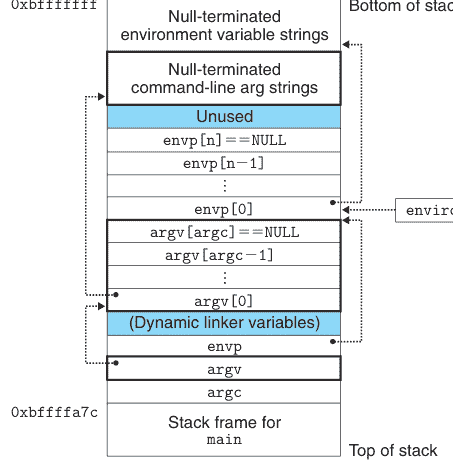 0xbfffffff
Bottom of stac
Null-terminated
environment variable strings
Null-terminated
command-line arg strings
Unused
envp[n]==NULL
envp[n-1]
⋮
envp[0]
enviro
argv[argc]==NULL
argv[argc-1]
⋮
argv[0]
(Dynamic linker variables)
envp
argv
argc
0xbffffa7c
Stack frame for
main
Top of stack